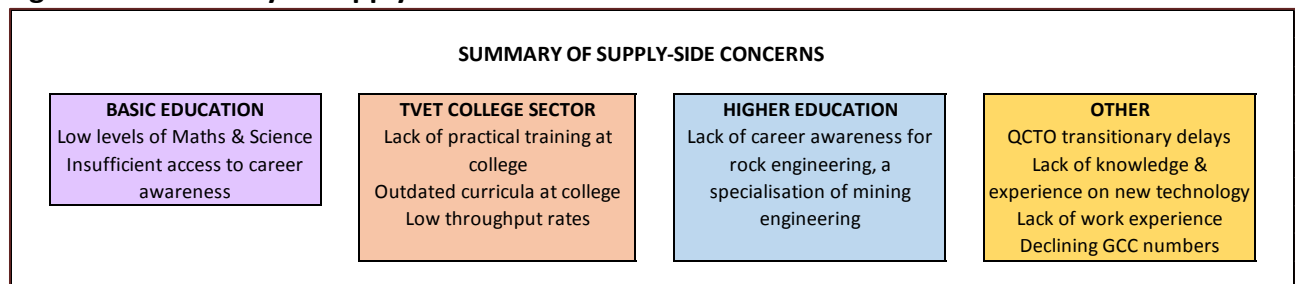 SUMMARY OF SUPPLY-SIDE CONCERNS
BASIC EDUCATION
Low levels of Maths & Science
Insufficient access to career
awareness
TVET COLLEGE SECTOR
Lack of practical training at
college
Outdated curricula at college
Low throughput rates
HIGHER EDUCATION
Lack of career awareness for
rock engineering, a
specialisation of mining
engineering
OTHER
QCTO transitionary delays
Lack of knowledge &
experience on new technology
Lack of work experience
Declining GCC numbers